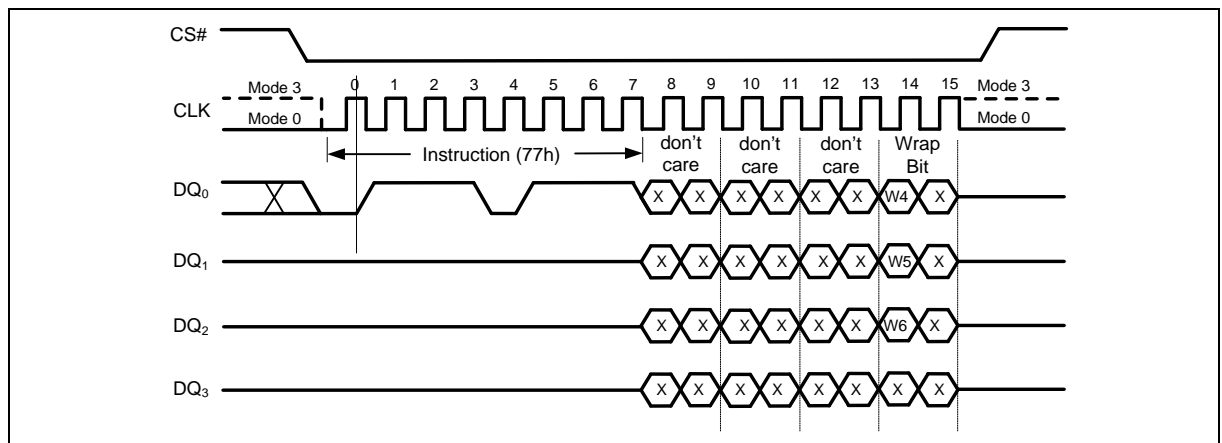 CS#
Mode 3 0 1 2 3 4 5 6 7 8 9 10 11 12 13 14 15 Mode 3
CLK
Mode 0 Mode 0
Instruction (77h) don't care don't care don't care Wrap Bit
DQ0 X X X X X X W4 X
DQ1 X X X X X X W5 X
DQ2 X X X X X X W6 X
DQ3 X X X X X X X X